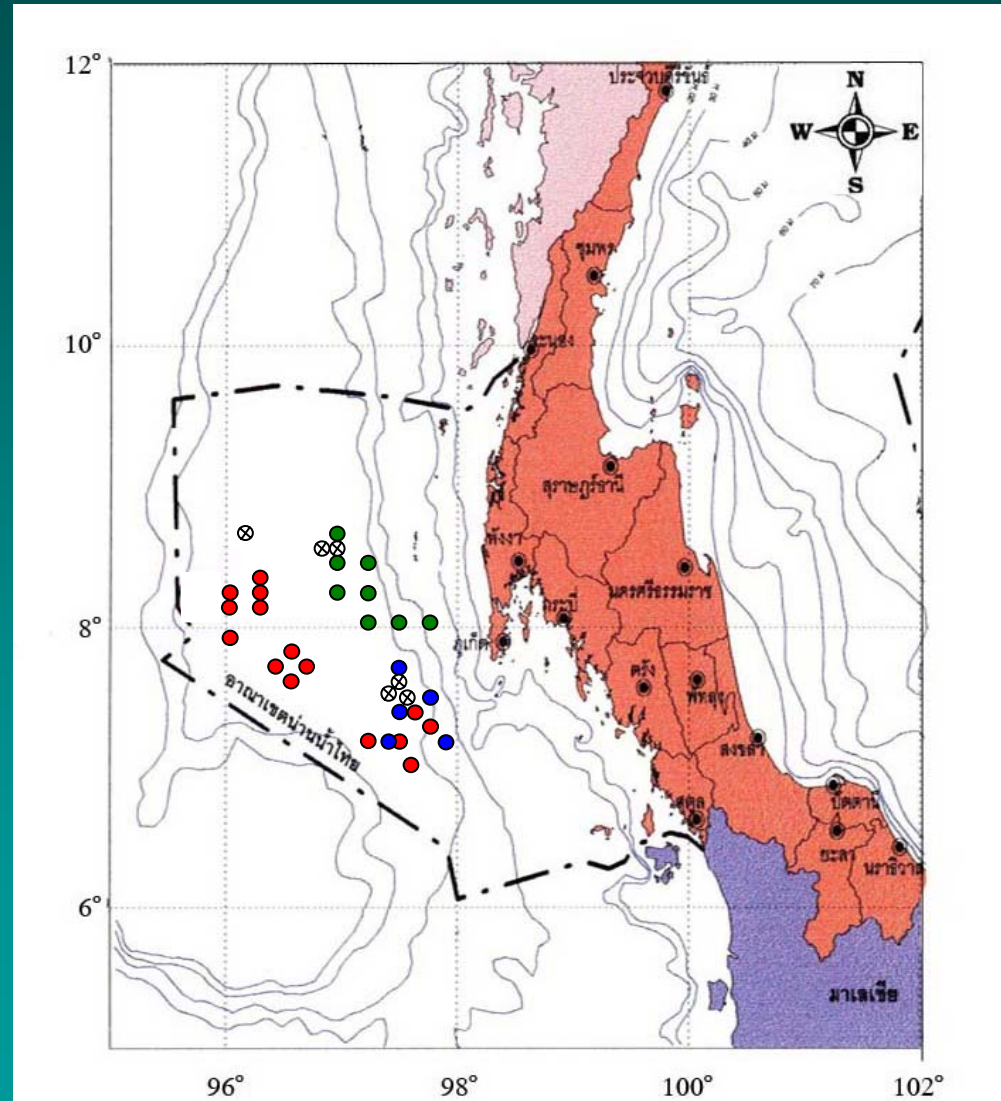 12°
ประจวบคีรีขันธ์
N
W E
S
ชุมพร
10°
ระนอง
สุราษฎร์ธานี
พังงา
นครศรีธรรมราช
กระบี่
8°
ภูเก็ต
ตรัง
พัทลุง
อาณาเขตน่านน้ำไทย
สงขลา
ปัตตานี
สตูล
ยะลา
นราธิวาส
6°
มาเลเซีย
96° 98° 100° 102°